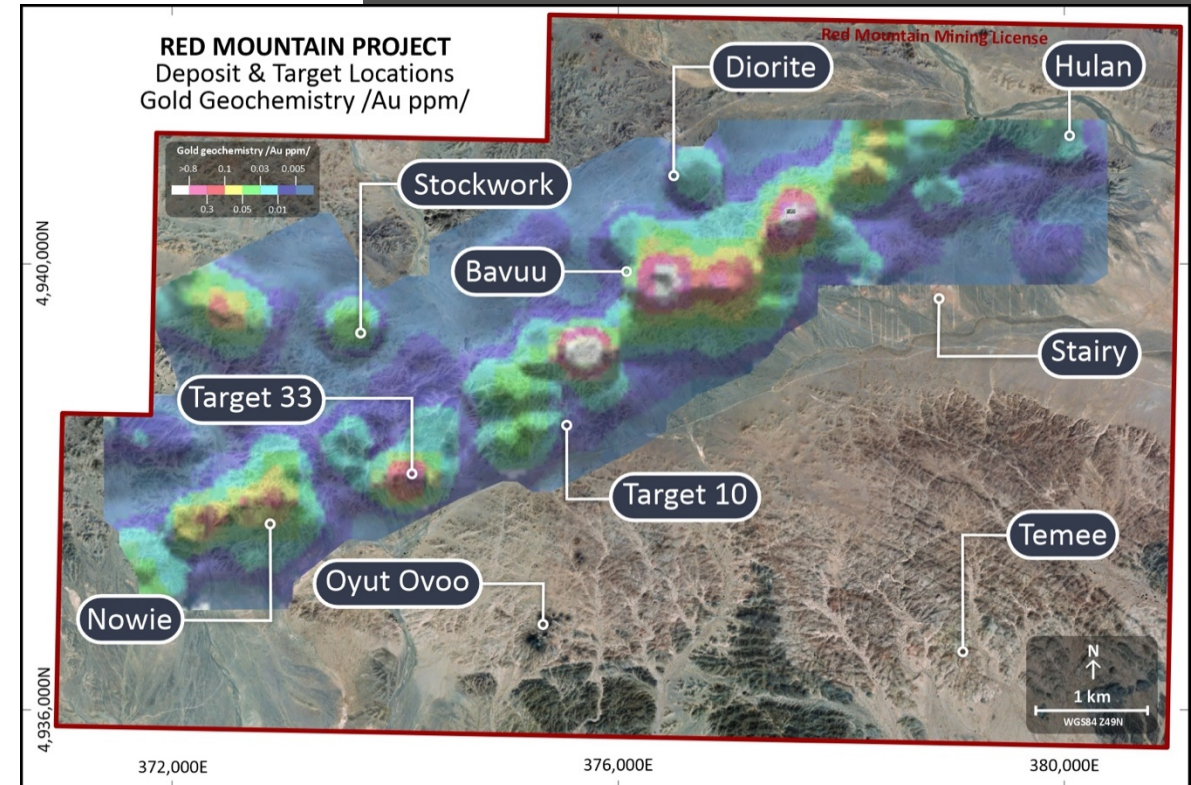 RED MOUNTAIN PROJECT
Deposit & Target Locations
Gold Geochemistry /Au ppm/
Red Mountain Mining License
Gold geochemistry /Au ppm/
>0.8 0.1 0.03 0.005
0.3 0.05 0.01
Diorite
Hulan
Stockwork
Bavuu
Stairy
Target 33
Target 10
Temee
Oyut Ovoo
Nowie
N
1 km
WGS84 Z49N
4,940,000N
4,936,000N
372,000E
376,000E
380,000E